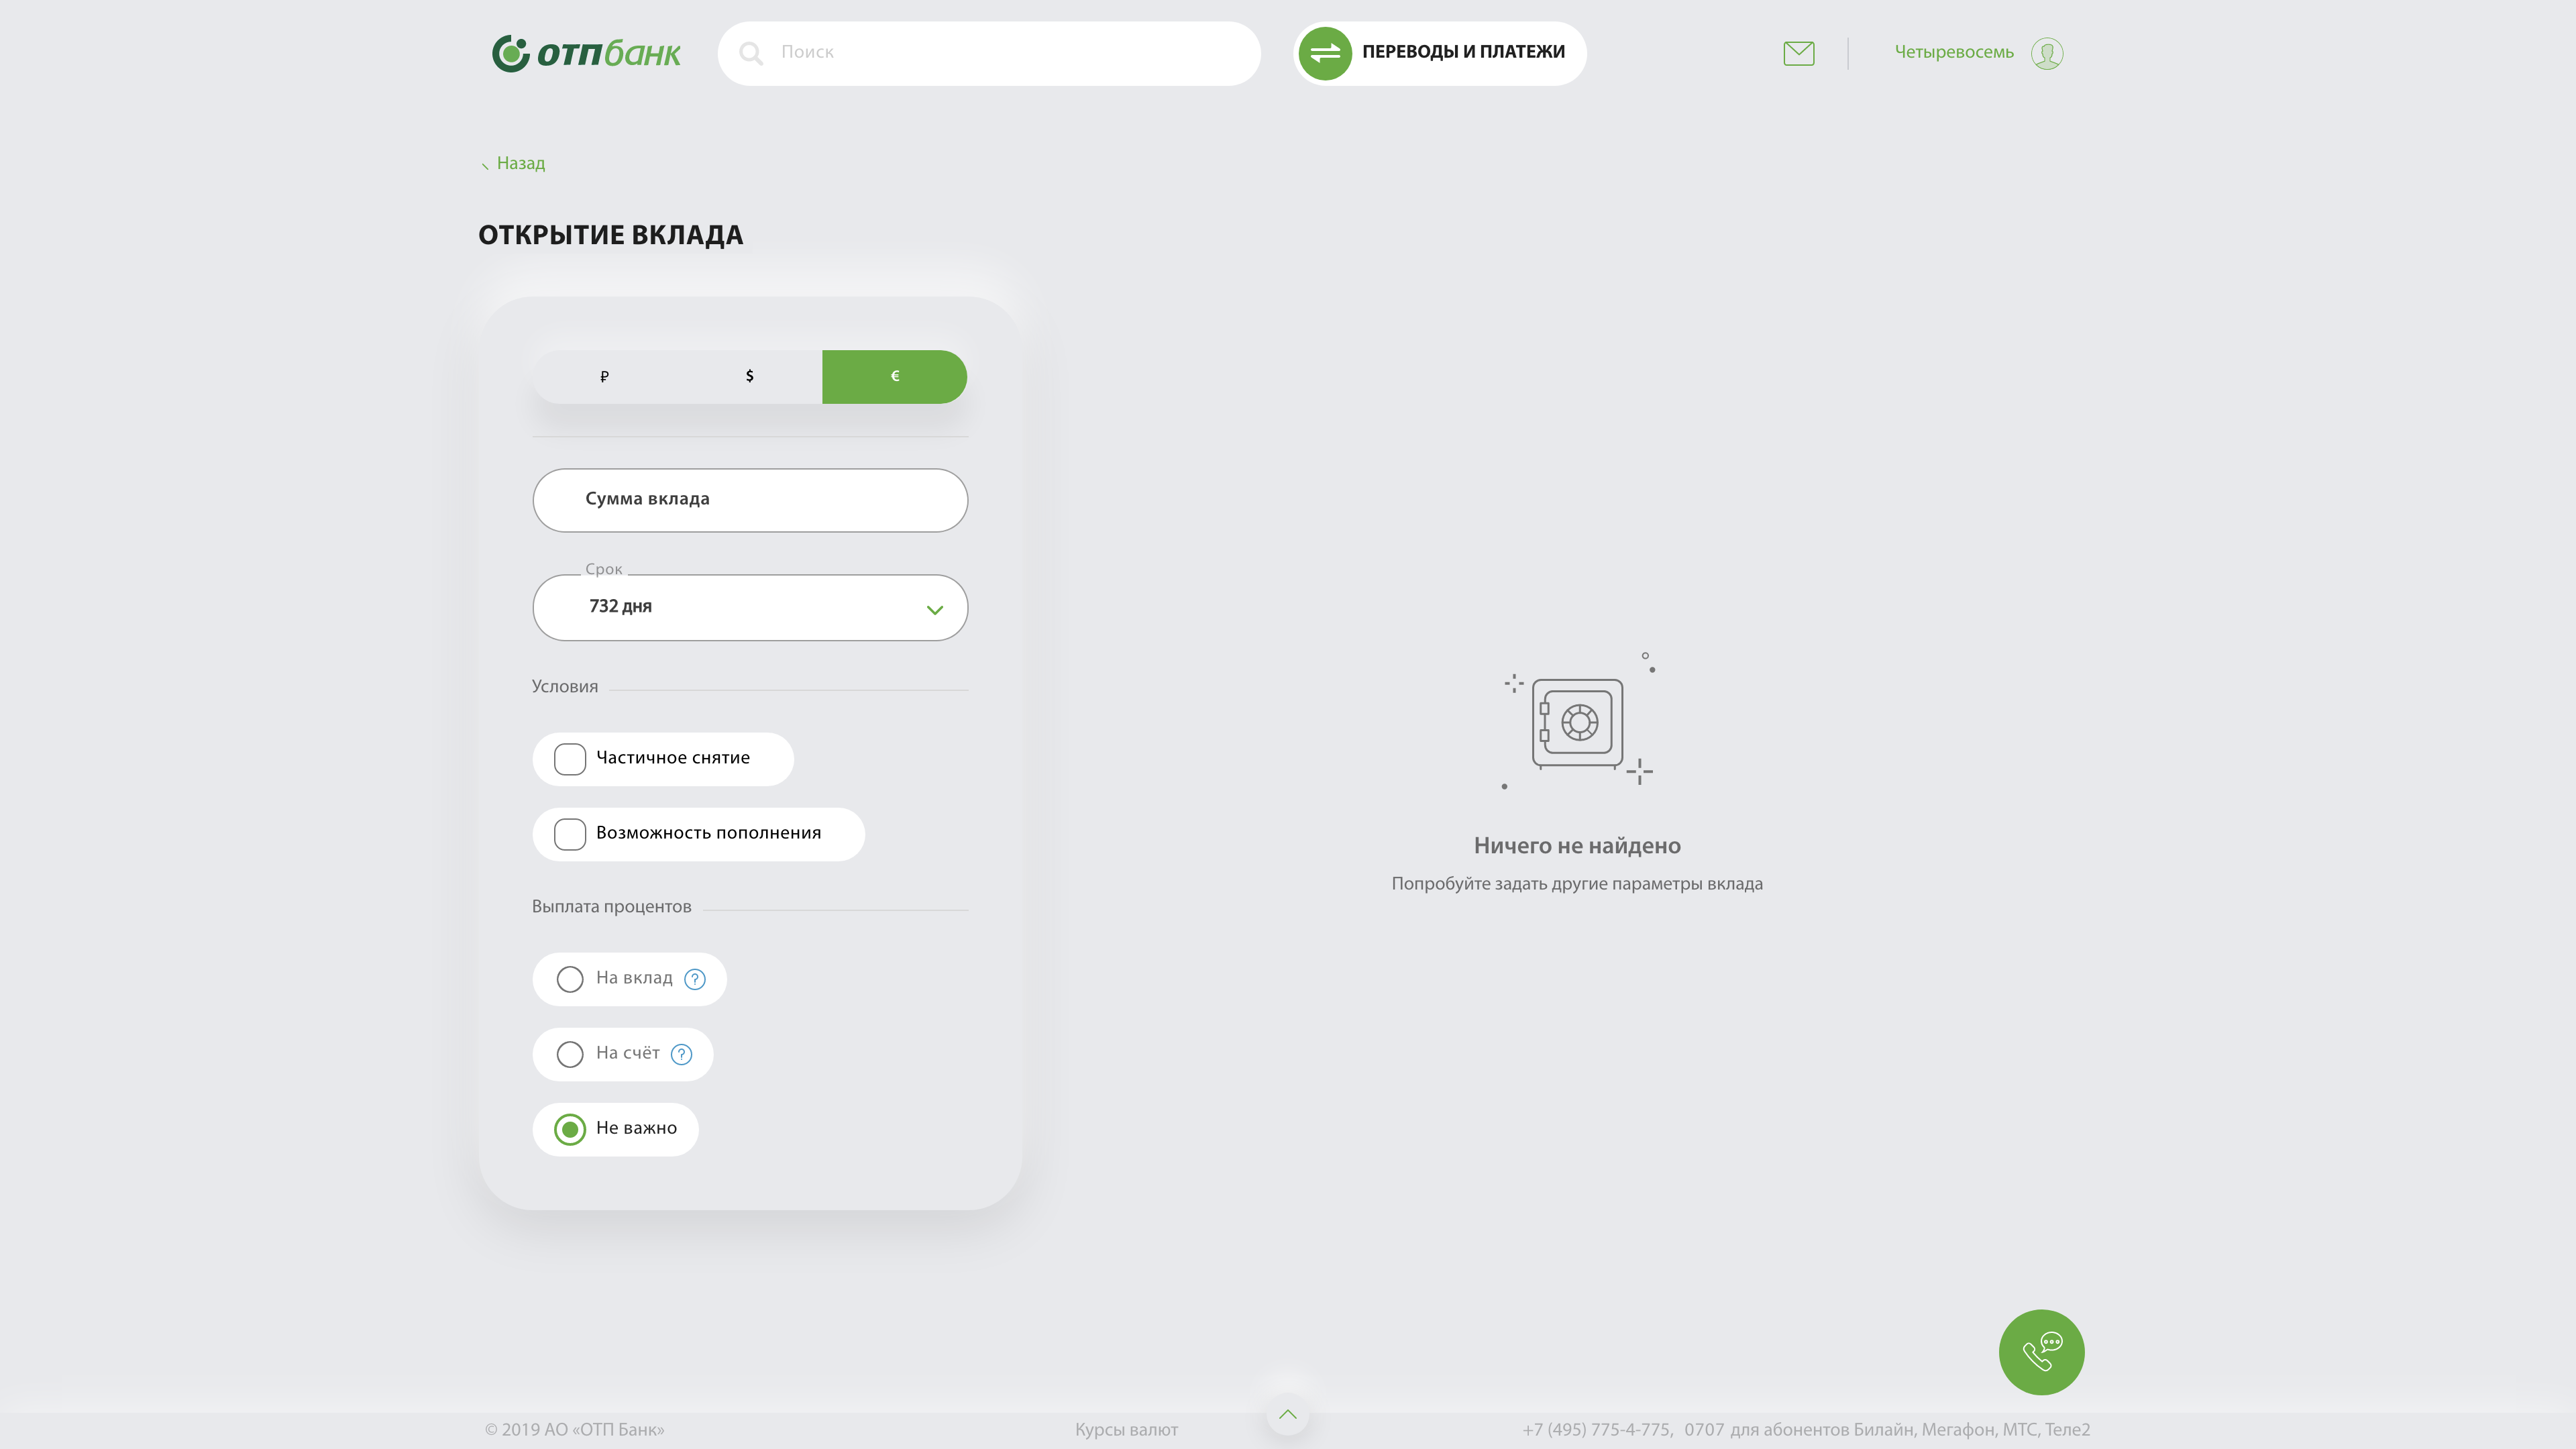 отпбанк
Поиск
ПЕРЕВОДЫ И ПЛАТЕЖИ
Четыревосемь
Назад
ОТКРЫТИЕ ВКЛАДА
₽ $ €
Сумма вклада
Срок
732 дня
Условия
Частичное снятие
Возможность пополнения
Выплата процентов
На вклад ?
На счёт ?
Не важно
Ничего не найдено
Попробуйте задать другие параметры вклада
© 2019 АО «ОТП Банк»
Курсы валют
+7 (495) 775-4-775, 0707 для абонентов Билайн, Мегафон, МТС, Теле2